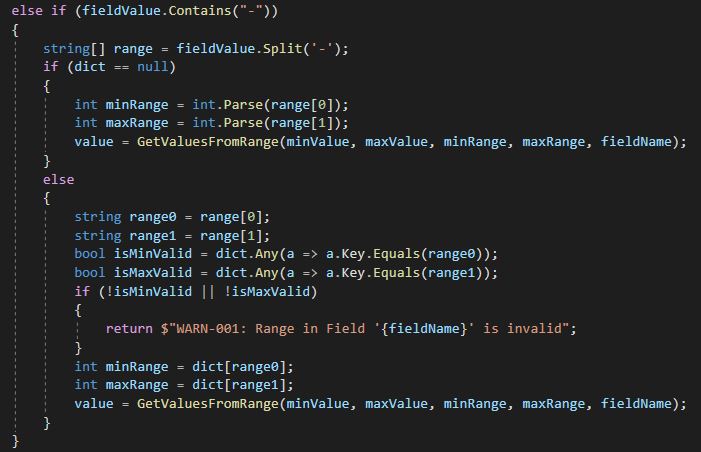 else if (fieldValue.Contains("-"))
{
    string[] range = fieldValue.Split('-');
    if (dict == null)
    {
        int minRange = int.Parse(range[0]);
        int maxRange = int.Parse(range[1]);
        value = GetValuesFromRange(minValue, maxValue, minRange, maxRange, fieldName);
    }
    else
    {
        string range0 = range[0];
        string range1 = range[1];
        bool isMinValid = dict.Any(a => a.Key.Equals(range0));
        bool isMaxValid = dict.Any(a => a.Key.Equals(range1));
        if (!isMinValid || !isMaxValid)
        {
            return $"WARN-001: Range in Field '{fieldName}' is invalid";
        }
        int minRange = dict[range0];
        int maxRange = dict[range1];
        value = GetValuesFromRange(minValue, maxValue, minRange, maxRange, fieldName);
    }
}